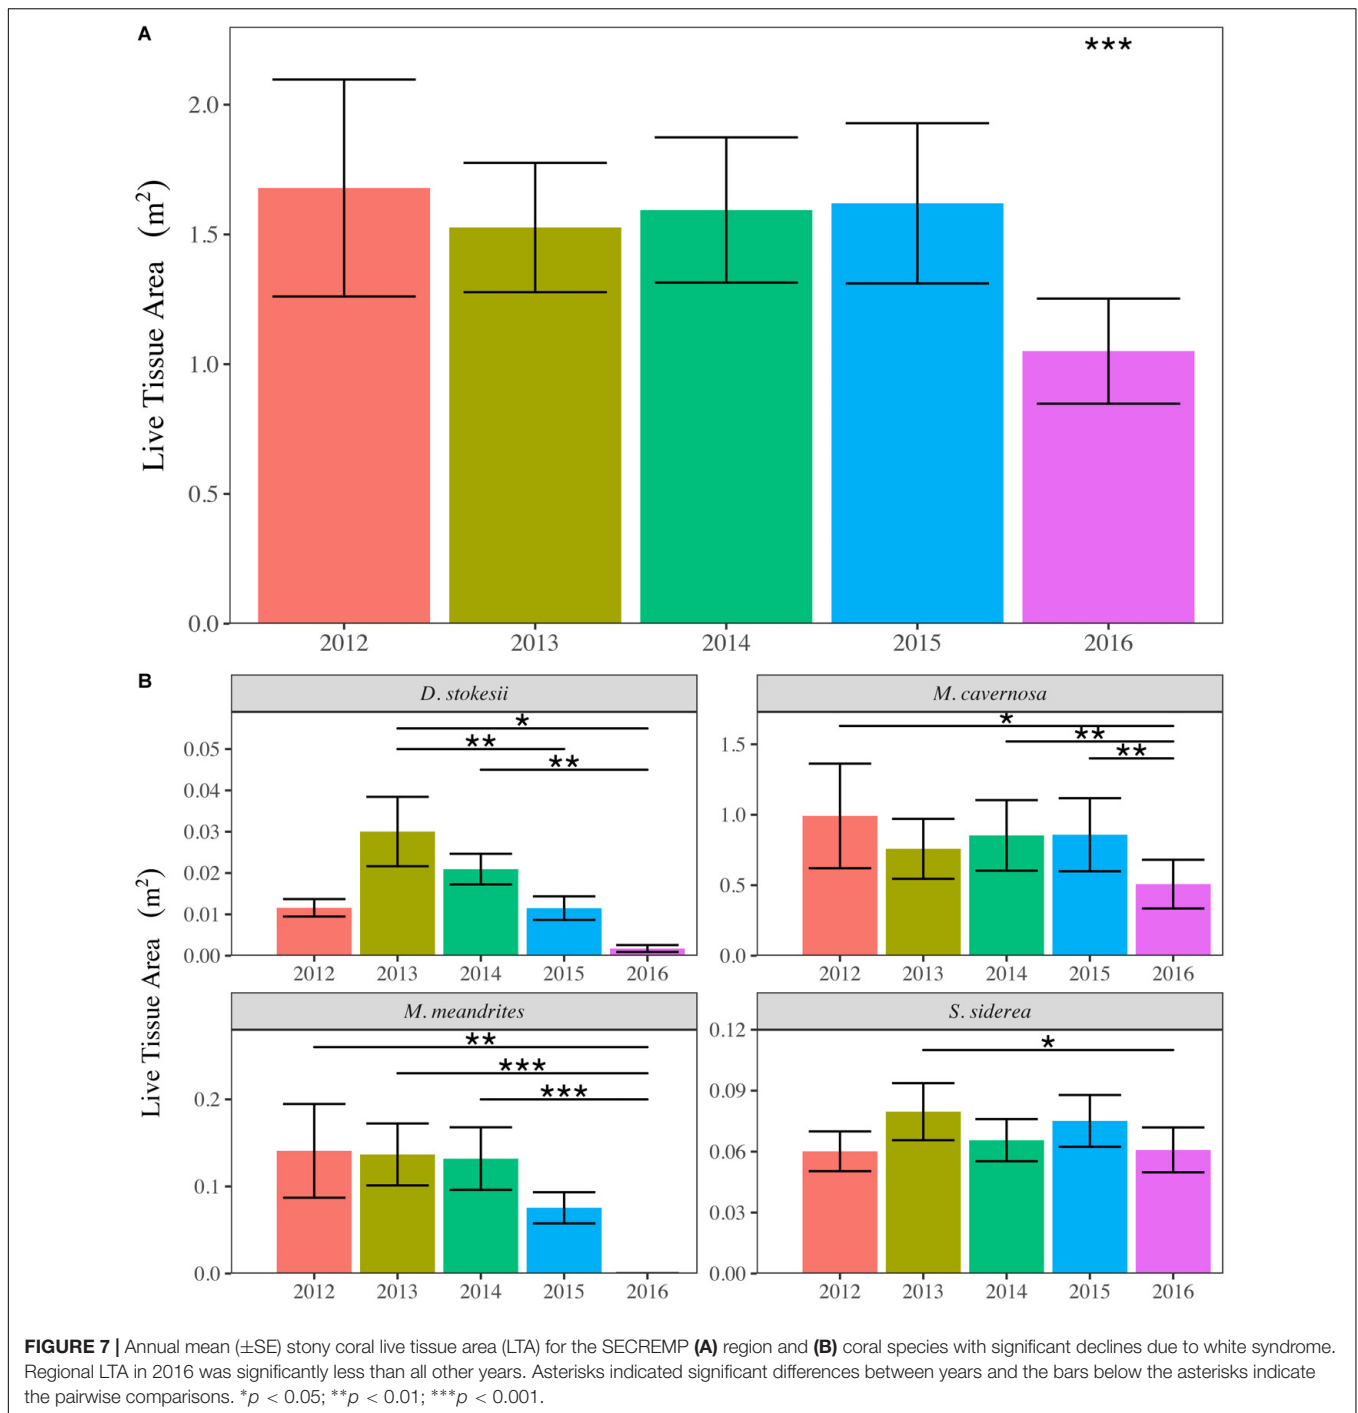 A
***
Live Tissue Area (m²)
2.0
1.5
1.0
0.5
0.0
2012 2013 2014 2015 2016
B
D. stokesii
*
**
**
0.05
0.04
0.03
0.02
0.01
0.00
2012 2013 2014 2015 2016
M. cavernosa
*
**
**
1.5
1.0
0.5
0.0
2012 2013 2014 2015 2016
Live Tissue Area (m²)
M. meandrites
**
***
***
0.2
0.1
0.0
2012 2013 2014 2015 2016
S. siderea
*
0.12
0.09
0.06
0.03
0.00
2012 2013 2014 2015 2016
FIGURE 7 | Annual mean (±SE) stony coral live tissue area (LTA) for the SECREMP (A) region and (B) coral species with significant declines due to white syndrome.
Regional LTA in 2016 was significantly less than all other years. Asterisks indicated significant differences between years and the bars below the asterisks indicate
the pairwise comparisons. *p < 0.05; **p < 0.01; ***p < 0.001.